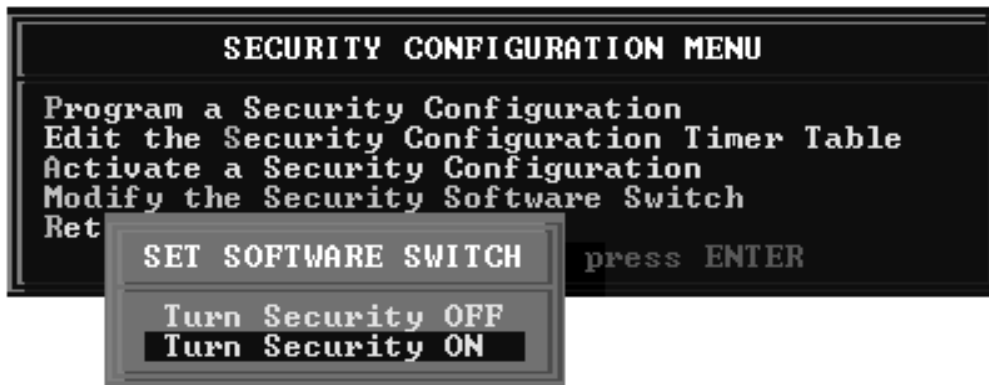 SECURITY CONFIGURATION MENU
Program a Security Configuration
Edit the Security Configuration Timer Table
Activate a Security Configuration
Modify the Security Software Switch
Ret
press ENTER
SET SOFTWARE SWITCH
Turn Security OFF
Turn Security ON